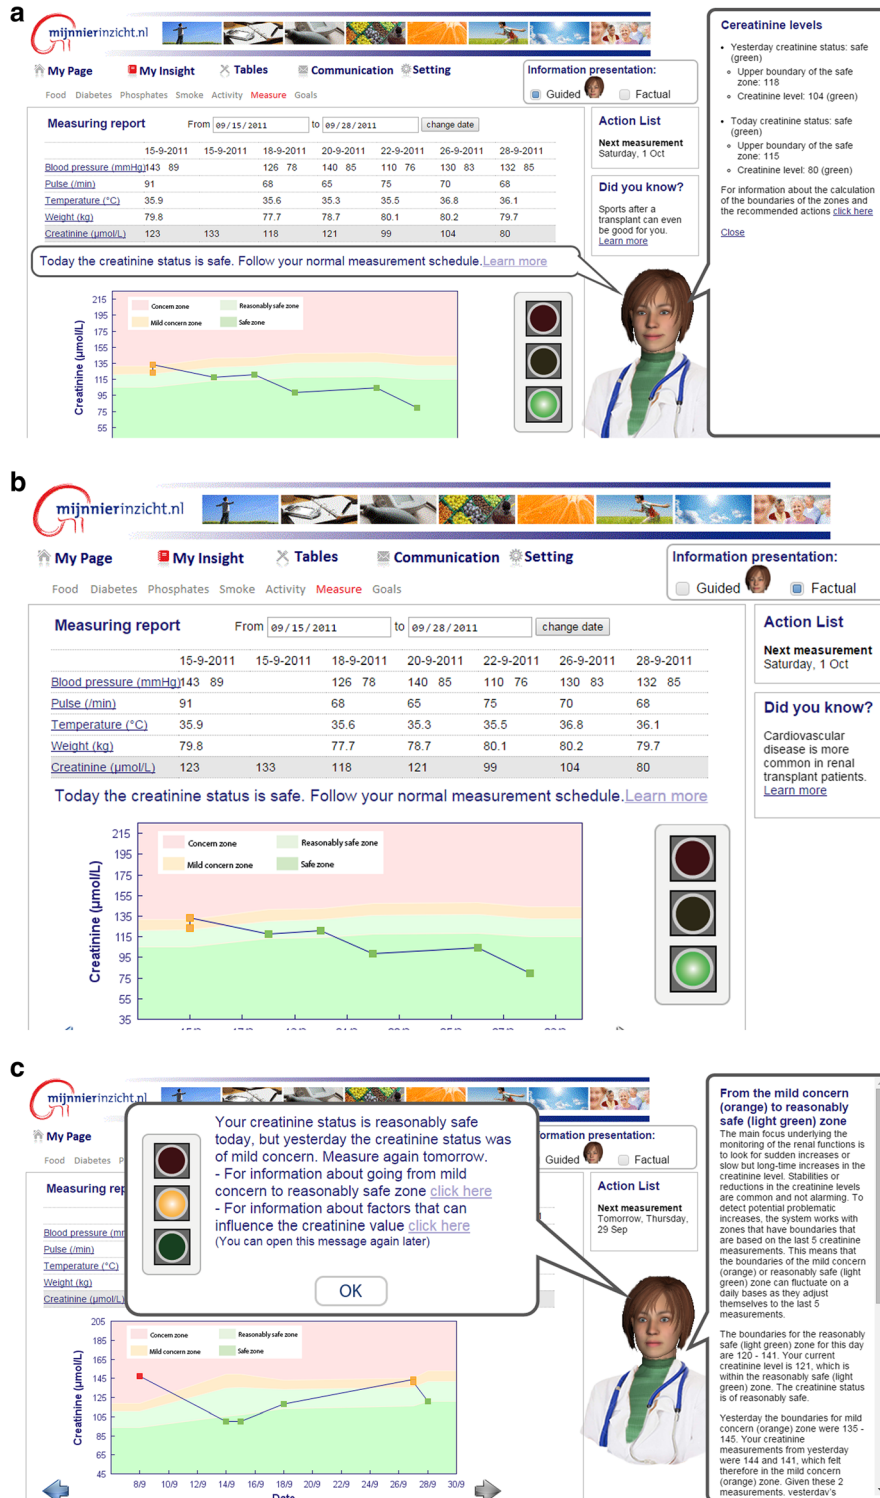 a
mijnnierinzicht.nl
My Page My Insight Tables Communication Setting
Food Diabetes Phosphates Smoke Activity Measure Goals
Information presentation:
Guided Factual
Measuring report From 09/15/2011 to 09/28/2011 change date
15-9-2011 15-9-2011 18-9-2011 20-9-2011 22-9-2011 26-9-2011 28-9-2011
Blood pressure (mmHg) 143 89 126 78 140 85 110 76 130 83 132 85
Pulse (/min) 91 68 65 75 70 68
Temperature (°C) 35.9 35.6 35.3 35.5 36.8 36.1
Weight (kg) 79.8 77.7 78.7 80.1 80.2 79.7
Creatinine (µmol/L) 123 133 118 121 99 104 80
Today the creatinine status is safe. Follow your normal measurement schedule. Learn more
Action List
Next measurement
Saturday, 1 Oct
Did you know?
Sports after a
transplant can even
be good for you.
Learn more
Cereatinine levels
• Yesterday creatinine status: safe
(green)
Upper boundary of the safe
zone: 118
Creatinine level: 104 (green)
• Today creatinine status: safe
(green)
Upper boundary of the safe
zone: 115
Creatinine level: 80 (green)
For information about the calculation
of the boundaries of the zones and
the recommended actions click here
Close
Creatinine (µmol/L)
215
195
175
155
135
115
95
75
55
Concern zone Reasonably safe zone
Mild concern zone Safe zone
b
mijnnierinzicht.nl
My Page My Insight Tables Communication Setting
Food Diabetes Phosphates Smoke Activity Measure Goals
Information presentation:
Guided Factual
Measuring report From 09/15/2011 to 09/28/2011 change date
15-9-2011 15-9-2011 18-9-2011 20-9-2011 22-9-2011 26-9-2011 28-9-2011
Blood pressure (mmHg) 143 89 126 78 140 85 110 76 130 83 132 85
Pulse (/min) 91 68 65 75 70 68
Temperature (°C) 35.9 35.6 35.3 35.5 36.8 36.1
Weight (kg) 79.8 77.7 78.7 80.1 80.2 79.7
Creatinine (µmol/L) 123 133 118 121 99 104 80
Today the creatinine status is safe. Follow your normal measurement schedule. Learn more
Action List
Next measurement
Saturday, 1 Oct
Did you know?
Cardiovascular
disease is more
common in renal
transplant patients.
Learn more
Creatinine (µmol/L)
215
195
175
155
135
115
95
75
55
35
Concern zone Reasonably safe zone
Mild concern zone Safe zone
c
mijnnierinzicht.nl
My Page
Food Diabetes P
Measuring rep
Blood pressure (mm
Pulse (/min)
Temperature (°C)
Weight (kg)
Creatinine (µmol/L)
Your creatinine status is reasonably safe
today, but yesterday the creatinine status was
of mild concern. Measure again tomorrow.
- For information about going from mild
concern to reasonably safe zone click here
- For information about factors that can
influence the creatinine value click here
(You can open this message again later)
OK
ormation presentation:
Guided Factual
Action List
Next measurement
Tomorrow, Thursday,
29 Sep
From the mild concern
(orange) to reasonably
safe (light green) zone
The main focus underlying the
monitoring of the renal functions is
to look for sudden increases or
slow but long-time increases in the
creatinine level. Stabilities or
reductions in the creatinine levels
are common and not alarming. To
detect potential problematic
increases, the system works with
zones that have boundaries that
are based on the last 5 creatinine
measurements. This means that
the boundaries of the mild concern
(orange) or reasonably safe (light
green) zone can fluctuate on a
daily bases as they adjust
themselves to the last 5
measurements.
The boundaries for the reasonably
safe (light green) zone for this day
are 120 - 141. Your current
creatinine level is 121, which is
within the reasonably safe (light
green) zone. The creatinine status
is of reasonably safe.
Yesterday the boundaries for mild
concern (orange) zone were 135 -
145. Your creatinine
measurements from yesterday
were 144 and 141, which felt
therefore in the mild concern
(orange) zone. Given these 2
measurements, yesterday's
Creatinine (µmol/L)
205
185
165
145
125
105
85
65
45
Concern zone Reasonably safe zone
Mild concern zone Safe zone
8/9 10/9 12/9 14/9 16/9 18/9 20/9 22/9 24/9 26/9 28/9 30/9
Date